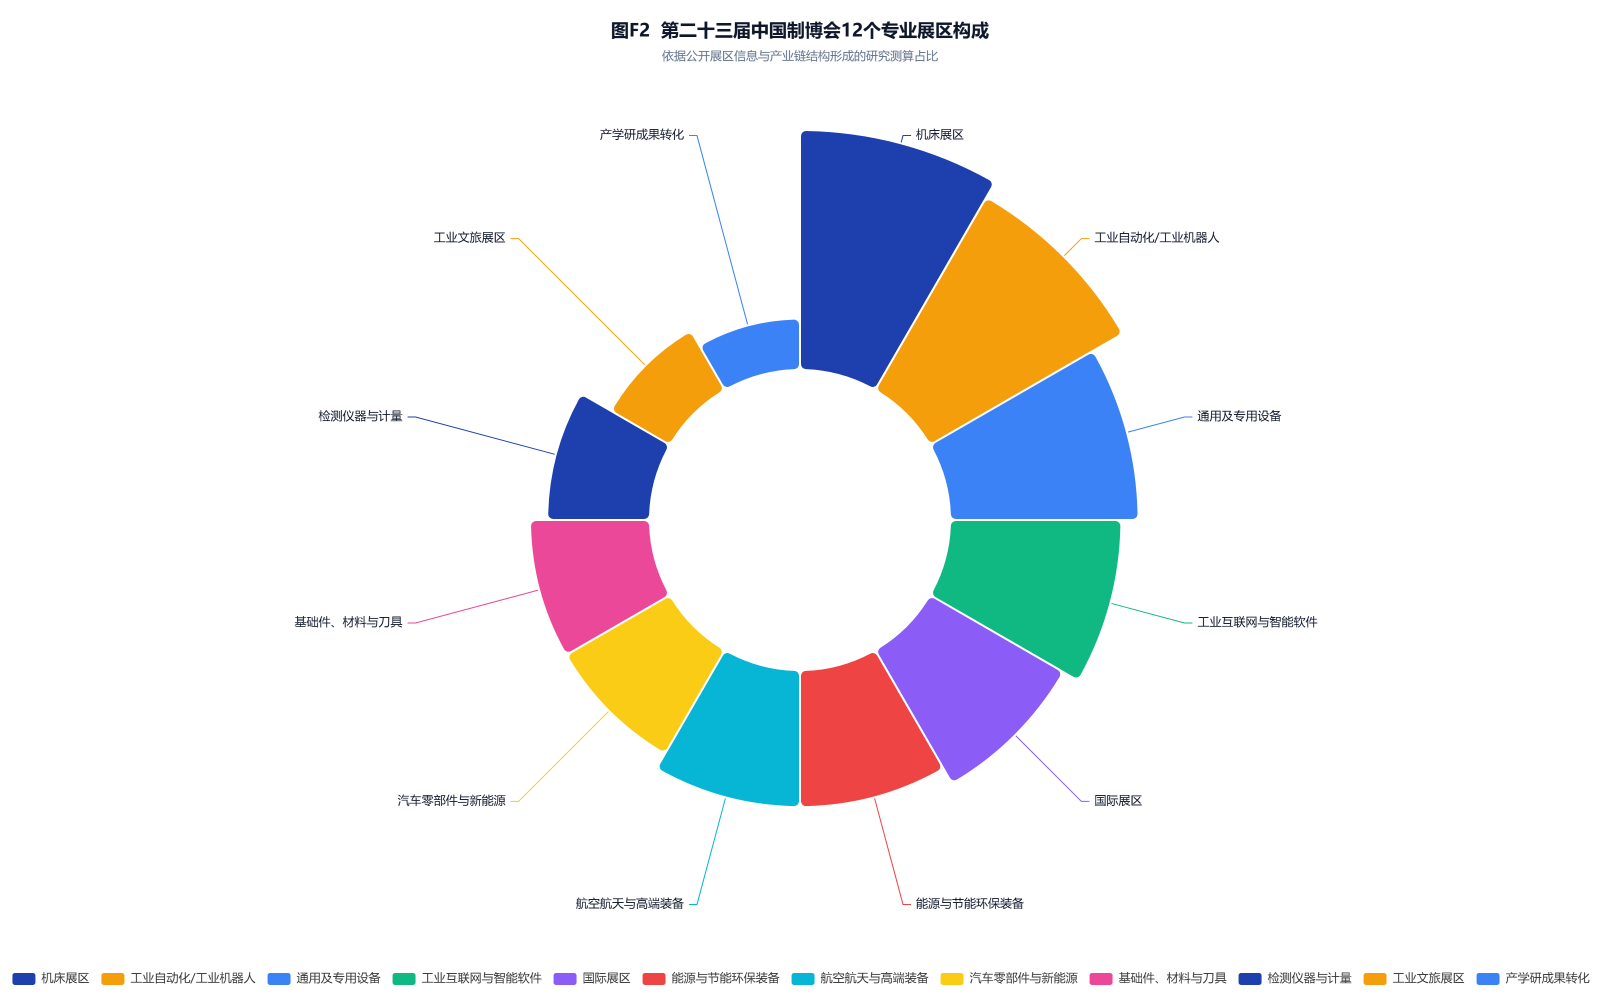 图F2 第二十三届中国制博会12个专业展区构成
依据公开展区信息与产业链结构形成的研究测算占比
产学研成果转化
机床展区
工业文旅展区
工业自动化/工业机器人
检测仪器与计量
通用及专用设备
基础件、材料与刀具
工业互联网与智能软件
汽车零部件与新能源
国际展区
航空航天与高端装备
能源与节能环保装备
机床展区 工业自动化/工业机器人 通用及专用设备 工业互联网与智能软件 国际展区 能源与节能环保装备 航空航天与高端装备 汽车零部件与新能源 基础件、材料与刀具 检测仪器与计量 工业文旅展区 产学研成果转化